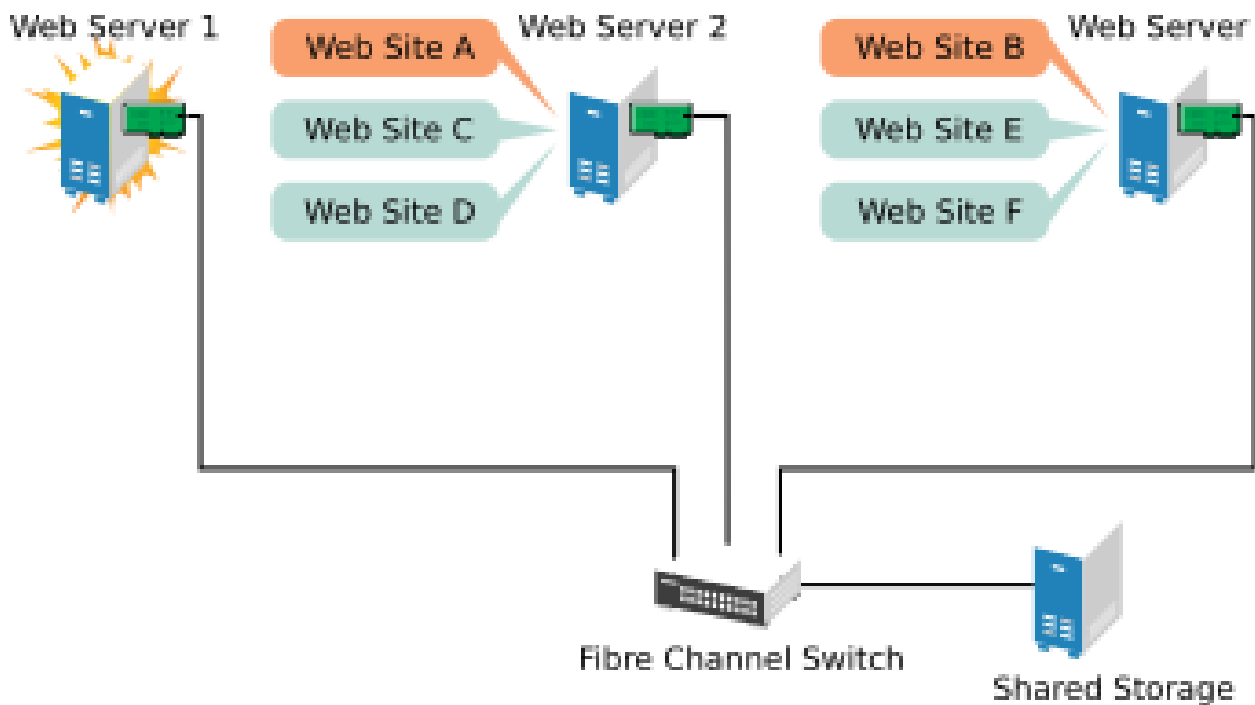 Web Server 1
Web Server 2
Web Server
Web Site A
Web Site B
Web Site C
Web Site E
Web Site D
Web Site F
Fibre Channel Switch
Shared Storage